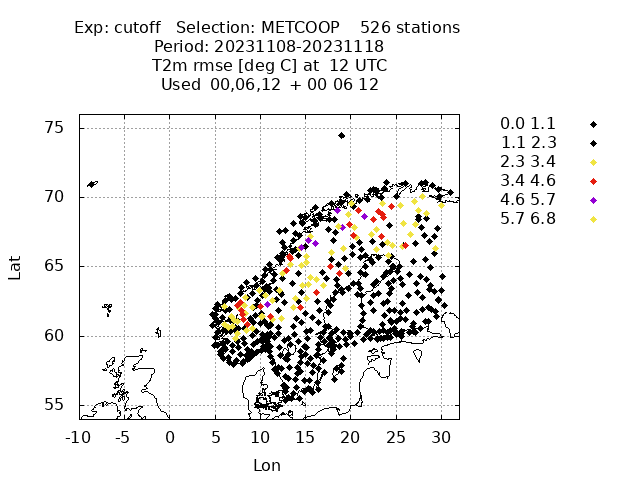 Exp: cutoff Selection: METCOOP 526 stations
Period: 20231108-20231118
T2m rmse [deg C] at 12 UTC
Used 00,06,12 + 00 06 12
75
70
65
60
55
Lat
-10 -5 0 5 10 15 20 25 30
Lon
0.0 1.1
1.1 2.3
2.3 3.4
3.4 4.6
4.6 5.7
5.7 6.8